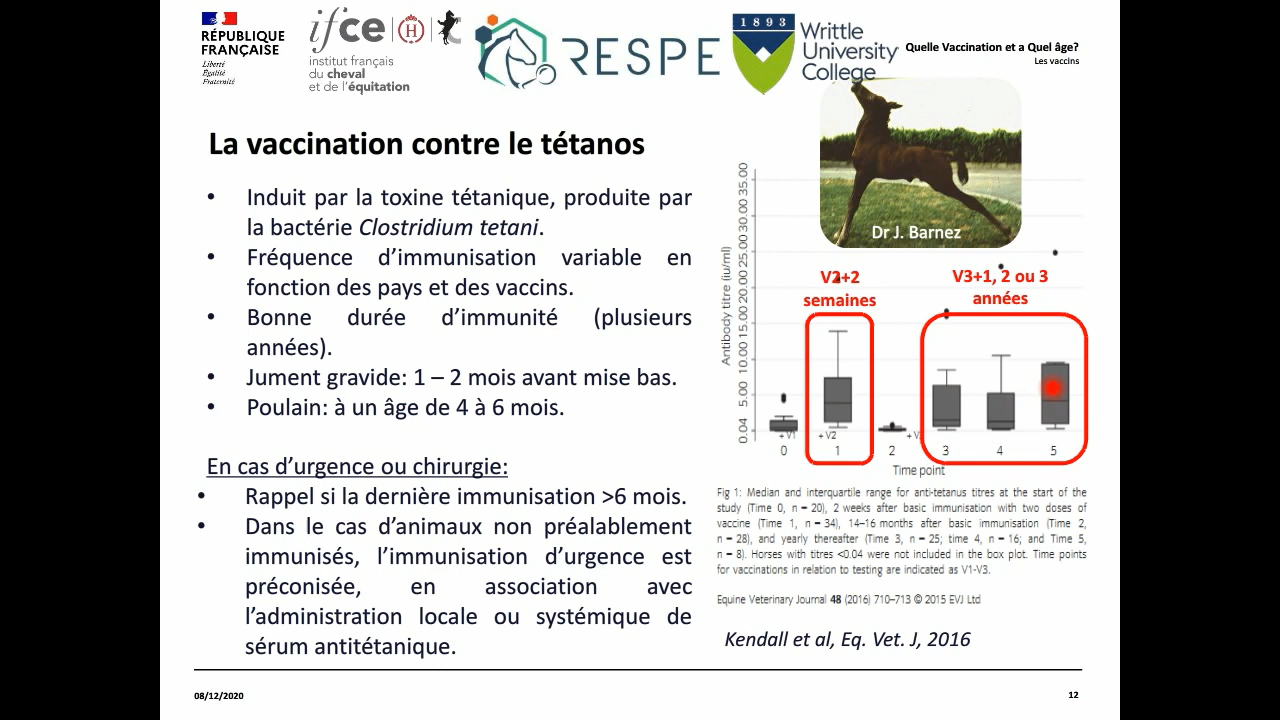 RÉPUBLIQUE
FRANÇAISE
Liberté
Égalité
Fraternité
ifce
institut français
du cheval
et de l'équitation
RESPE
1893
Writtle
University
College
Quelle Vaccination et a Quel âge?
Les vaccins
La vaccination contre le tétanos
• Induit par la toxine tétanique, produite par
la bactérie Clostridium tetani.
• Fréquence d'immunisation variable en
fonction des pays et des vaccins.
• Bonne durée d'immunité (plusieurs
années).
• Jument gravide: 1 – 2 mois avant mise bas.
• Poulain: à un âge de 4 à 6 mois.
En cas d'urgence ou chirurgie:
• Rappel si la dernière immunisation >6 mois.
• Dans le cas d'animaux non préalablement
immunisés, l'immunisation d'urgence est
préconisée, en association avec
l'administration locale ou systémique de
sérum antitétanique.
Dr J. Barnez
V2+2
semaines
V3+1, 2 ou 3
années
Antibody titre (iu/ml)
35.00
30.00
25.00
20.00
15.00
10.00
5.00
0.04
+ V1
+ V2
+ V
0 1 2 3 4 5
Time point
Fig 1: Median and interquartile range for anti-tetanus titres at the start of the
study (Time 0, n = 20), 2 weeks after basic immunisation with two doses of
vaccine (Time 1, n = 34), 14–16 months after basic immunisation (Time 2,
n = 28), and yearly thereafter (Time 3, n = 25; time 4, n = 16; and Time 5,
n = 8). Horses with titres <0.04 were not included in the box plot. Time points
for vaccinations in relation to testing are indicated as V1-V3.
Equine Veterinary Journal 48 (2016) 710–713 © 2015 EVJ Ltd
Kendall et al, Eq. Vet. J, 2016
08/12/2020
12